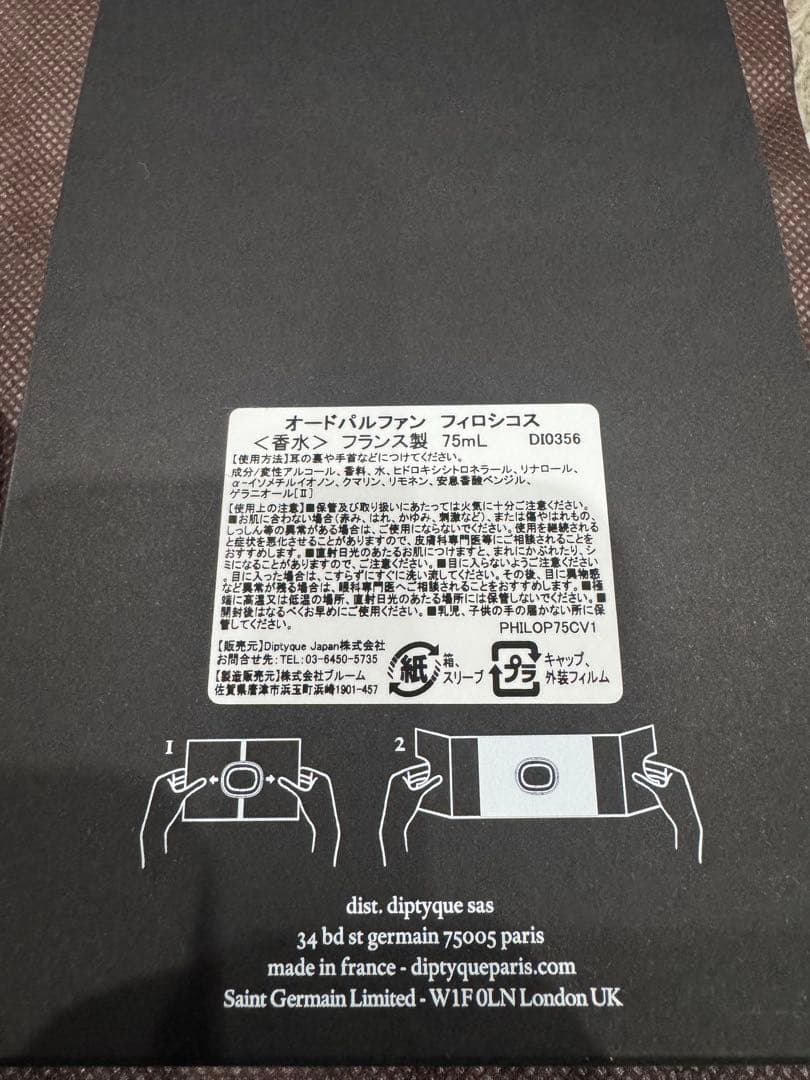 オードパルファン フィロシコス
＜香水＞ フランス製 75mL DI0356
【使用方法】耳の裏や手首などにつけてください。
成分/変性アルコール、香料、水、ヒドロキシシトロネラール、リナロール、
α-イソメチルイオノン、クマリン、リモネン、安息香酸ベンジル、
ゲラニオール[Ⅱ]
【使用上の注意】■保管及び取り扱いにあたっては火気に十分ご注意ください。
■お肌に合わない場合(赤み、はれ、かゆみ、刺激など)、または傷やはれもの、
しっしん等の異常がある場合は、ご使用にならないでください。使用を継続されると
症状を悪化させることがありますので、皮膚科専門医等にご相談されることを
おすすめします。■直射日光のあたるお肌につけますと、まれにかぶれたり、シ
ミになることがありますので、ご注意ください。■目に入らないようご注意ください
。目に入った場合は、こすらずにすぐに洗い流してください。その後、目に異物感
など異常が残る場合は、眼科専門医へご相談されることをおすすめします。■極
端に高温又は低温の場所、直射日光のあたる場所には保管しないでください。■
開封後はなるべくお早めにご使用ください。■乳児、子供の手の届かない所に保
管してください。
PHILOP75CV1
【販売元】Diptyque Japan株式会社
お問合せ先:TEL:03-6450-5735
【製造販売元】株式会社ブルーム
佐賀県唐津市浜玉町浜崎1901-457
紙
箱、
スリーブ
プラ
キャップ、
外装フィルム
1
2
dist. diptyque sas
34 bd st germain 75005 paris
made in france - diptyqueparis.com
Saint Germain Limited - W1F 0LN London UK